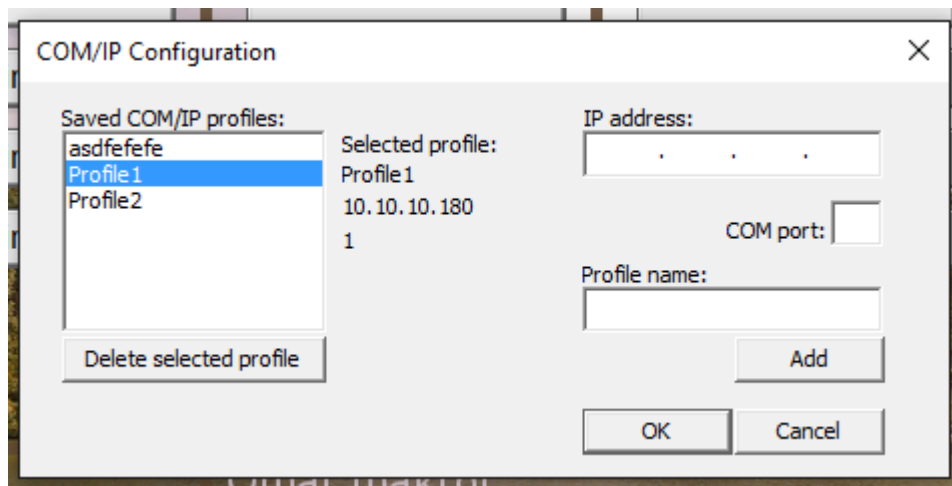 COM/IP Configuration
Saved COM/IP profiles:
asdfefefe
Profile1
Profile2
Delete selected profile
Selected profile:
Profile1
10.10.10.180
1
IP address:
. . .
COM port:
Profile name:
Add
OK
Cancel